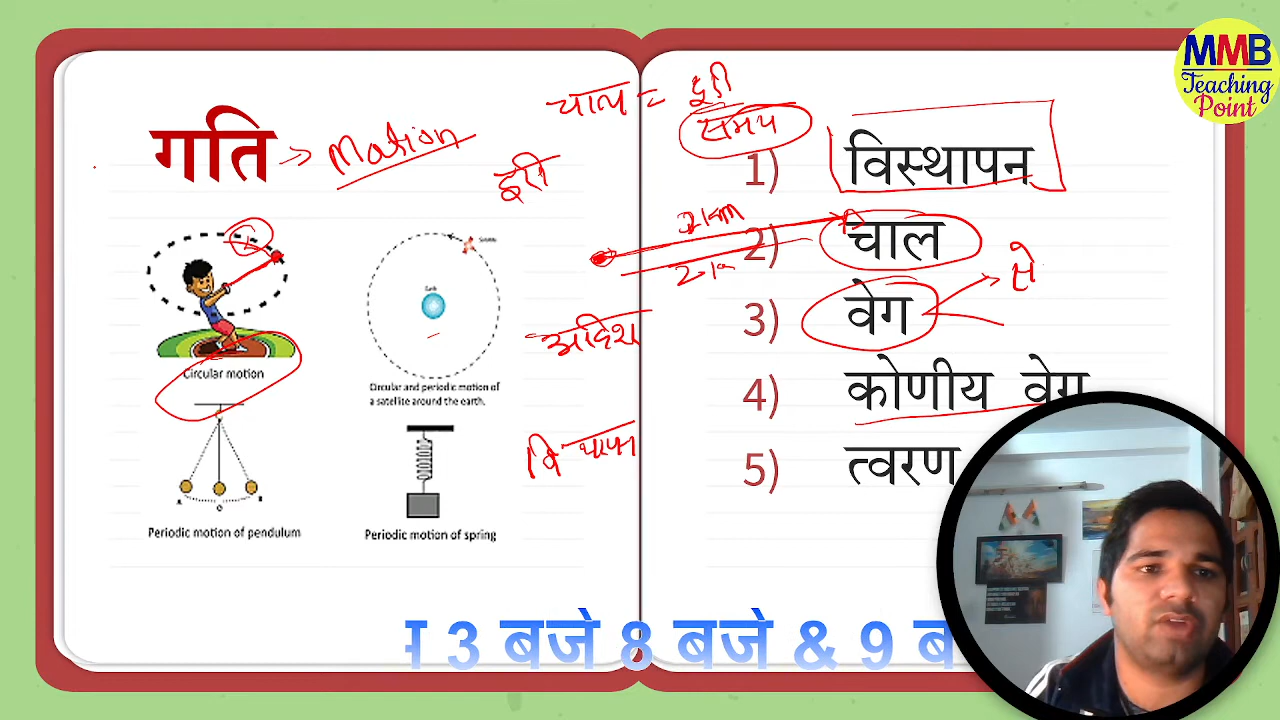 MMB
Teaching
Point
गति → Motion
चाल = दूरी
समय
दूरी
Circular motion
Earth
Circular and periodic motion of
a satellite around the earth.
A
O
B
Periodic motion of pendulum
Periodic motion of spring
अदिश
1) विस्थापन
2) चाल
3) वेग
से
4) कोणीय वेग
5) त्वरण
3 बजे 8 बजे & 9 ब